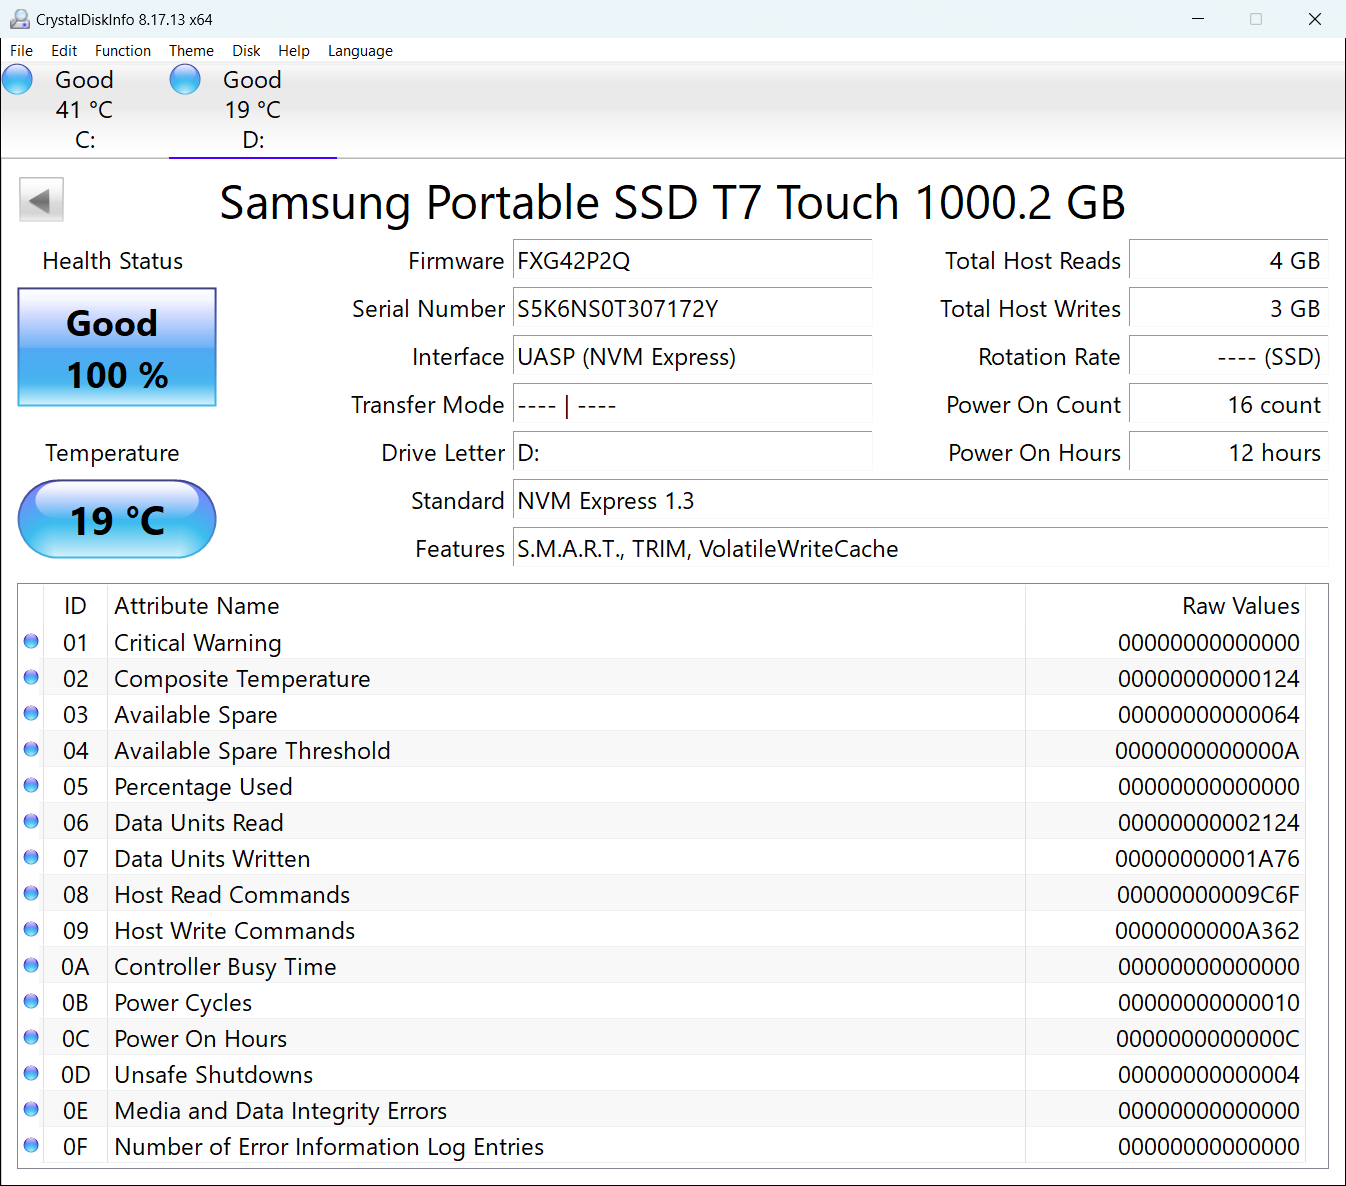 CrystalDiskInfo 8.17.13 x64
File Edit Function Theme Disk Help Language
Good Good
41 °C 19 °C
C: D:
Samsung Portable SSD T7 Touch 1000.2 GB
Health Status Firmware FXG42P2Q Total Host Reads 4 GB
Good Serial Number S5K6NS0T307172Y Total Host Writes 3 GB
100 % Interface UASP (NVM Express) Rotation Rate ---- (SSD)
Transfer Mode ---- | ---- Power On Count 16 count
Temperature Drive Letter D: Power On Hours 12 hours
19 °C Standard NVM Express 1.3
Features S.M.A.R.T., TRIM, VolatileWriteCache
ID Attribute Name Raw Values
01 Critical Warning 00000000000000
02 Composite Temperature 00000000000124
03 Available Spare 00000000000064
04 Available Spare Threshold 0000000000000A
05 Percentage Used 00000000000000
06 Data Units Read 00000000002124
07 Data Units Written 00000000001A76
08 Host Read Commands 00000000009C6F
09 Host Write Commands 0000000000A362
0A Controller Busy Time 00000000000000
0B Power Cycles 00000000000010
0C Power On Hours 0000000000000C
0D Unsafe Shutdowns 00000000000004
0E Media and Data Integrity Errors 00000000000000
0F Number of Error Information Log Entries 00000000000000